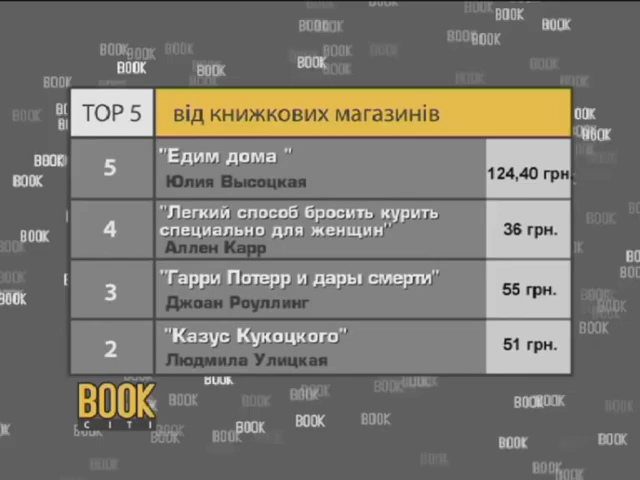 TOP 5
від книжкових магазинів
5
"Едим дома "
Юлия Высоцкая
124,40 грн.
4
"Легкий способ бросить курить
специально для женщин"
Аллен Карр
36 грн.
3
"Гарри Потерр и дары смерти"
Джоан Роуллинг
55 грн.
2
"Казус Кукоцкого"
Людмила Улицкая
51 грн.
BOOK
CITI